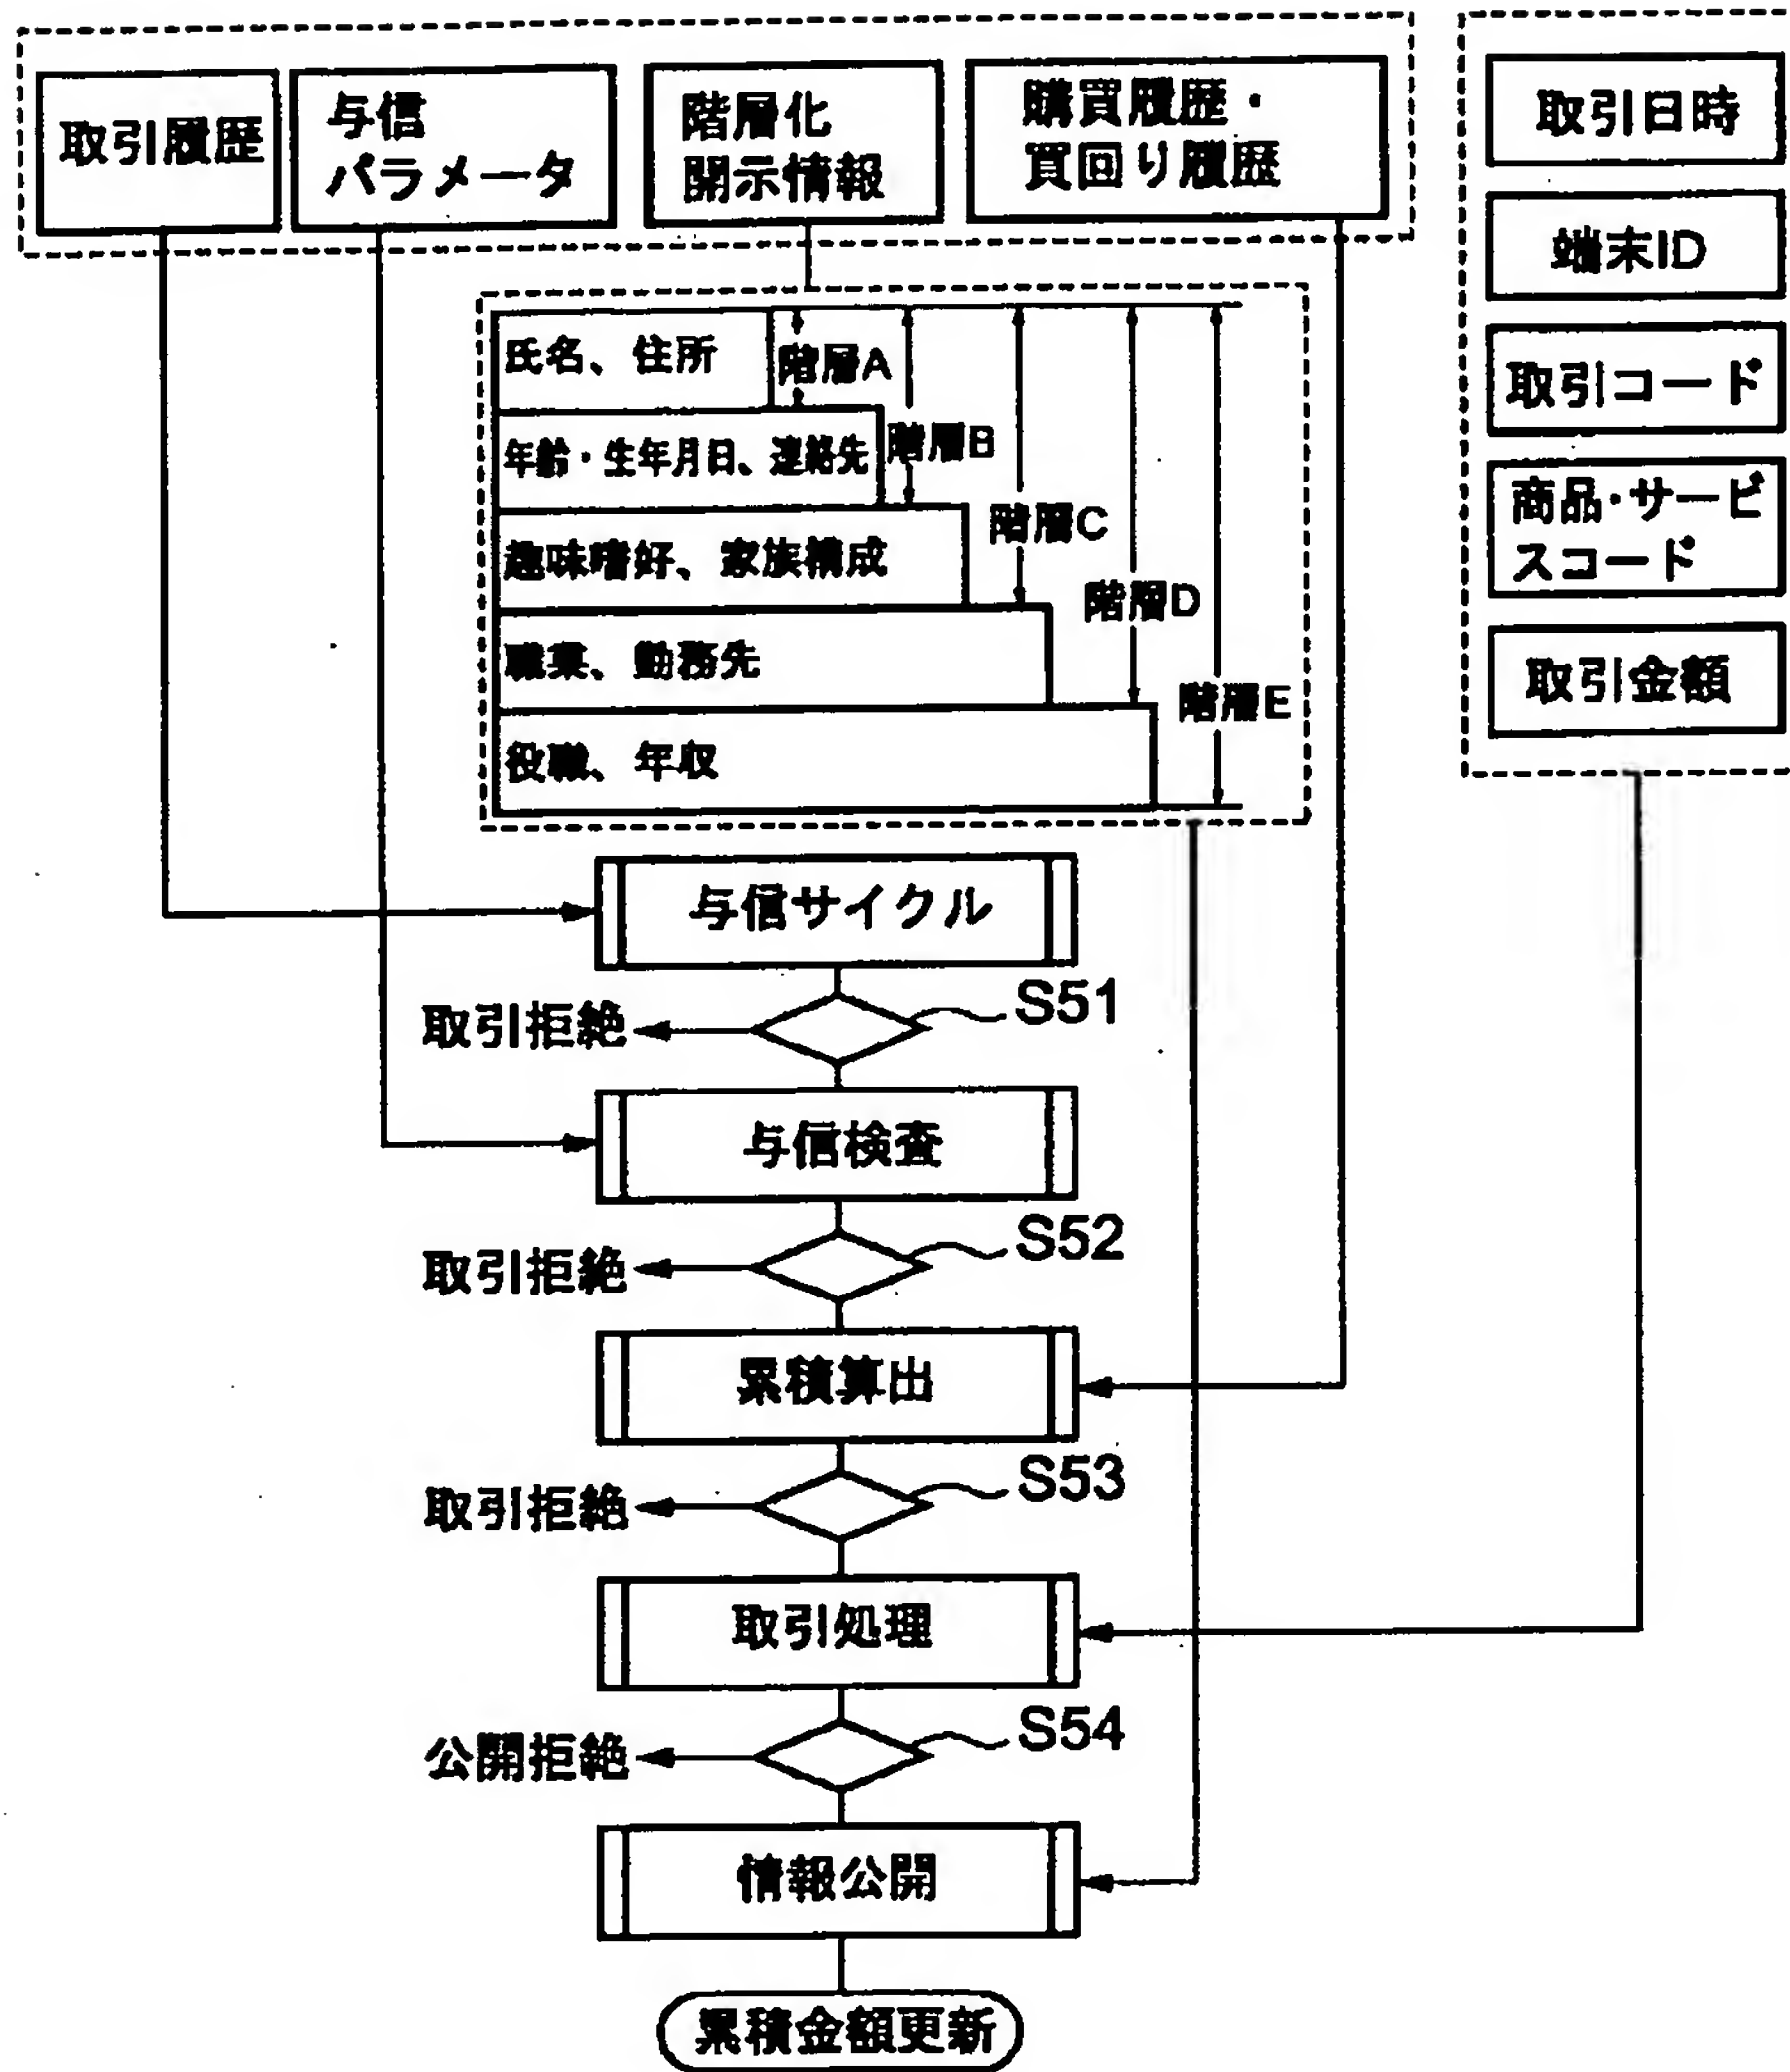 取引履歴
与信
パラメータ
階層化
開示情報
購買履歴・
買回り履歴
取引日時
端末ID
取引コード
商品・サービ
スコード
取引金額
氏名、住所
階層A
年齢・生年月日、連絡先
階層B
趣味嗜好、家族構成
階層C
職業、勤務先
階層D
役職、年収
階層E
与信サイクル
取引拒絶
S51
与信検査
取引拒絶
S52
累積算出
取引拒絶
S53
取引処理
公開拒絶
S54
情報公開
累積金額更新